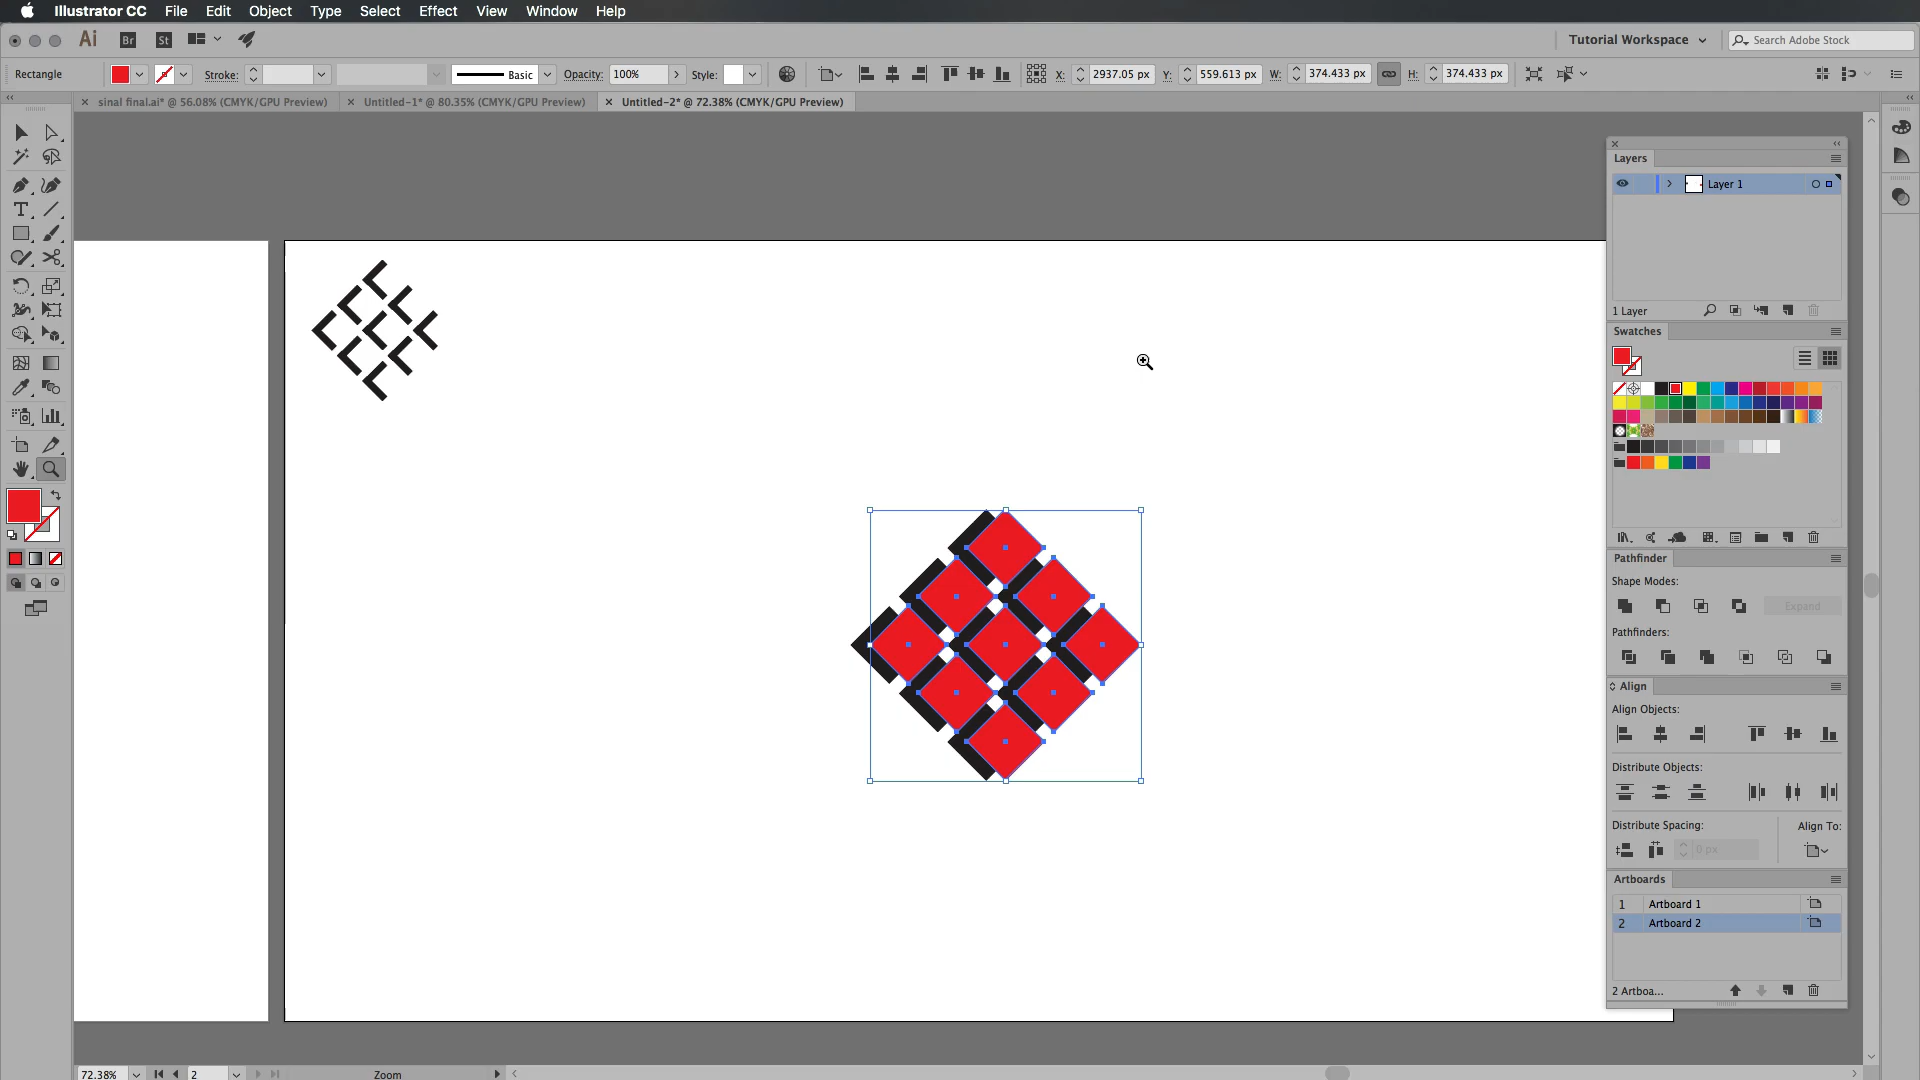 Illustrator CC File Edit Object Type Select Effect View Window Help
Ai Br St Tutorial Workspace Search Adobe Stock
Rectangle Stroke: Basic Opacity: 100% Style: X: 2937.05 px Y: 559.613 px W: 374.433 px H: 374.433 px
sinal final.ai* @ 56.08% (CMYK/GPU Preview) Untitled-1* @ 80.35% (CMYK/GPU Preview) Untitled-2* @ 72.38% (CMYK/GPU Preview)
Layers
Layer 1
1 Layer
Swatches
Pathfinder
Shape Modes:
Expand
Pathfinders:
Align
Align Objects:
Distribute Objects:
Distribute Spacing: Align To:
0 px
Artboards
1 Artboard 1
2 Artboard 2
2 Artboa...
72.38% 2 Zoom